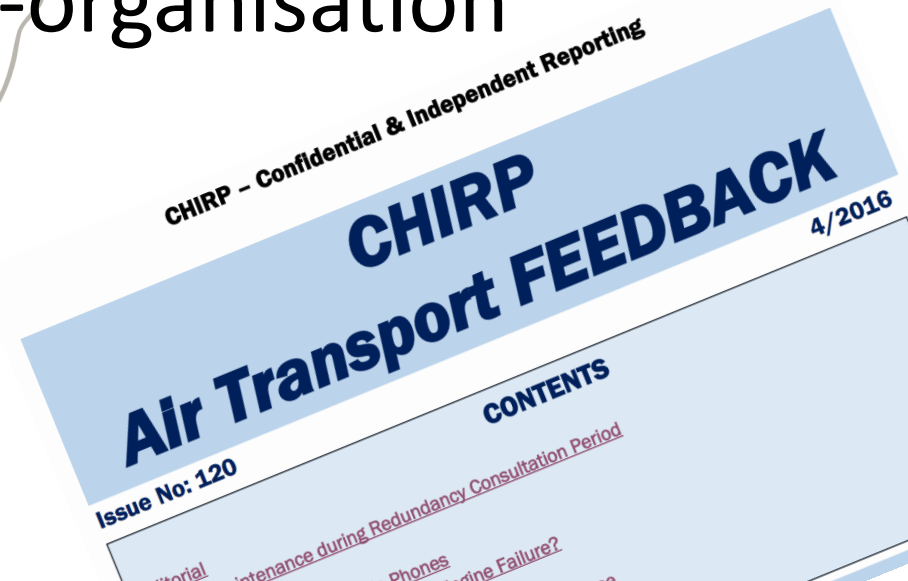 -organisation
CHIRP – Confidential & Independent Reporting
CHIRP
Air Transport FEEDBACK
Issue No: 120 4/2016
CONTENTS
during Redundancy Consultation Period
Phones
Failure?